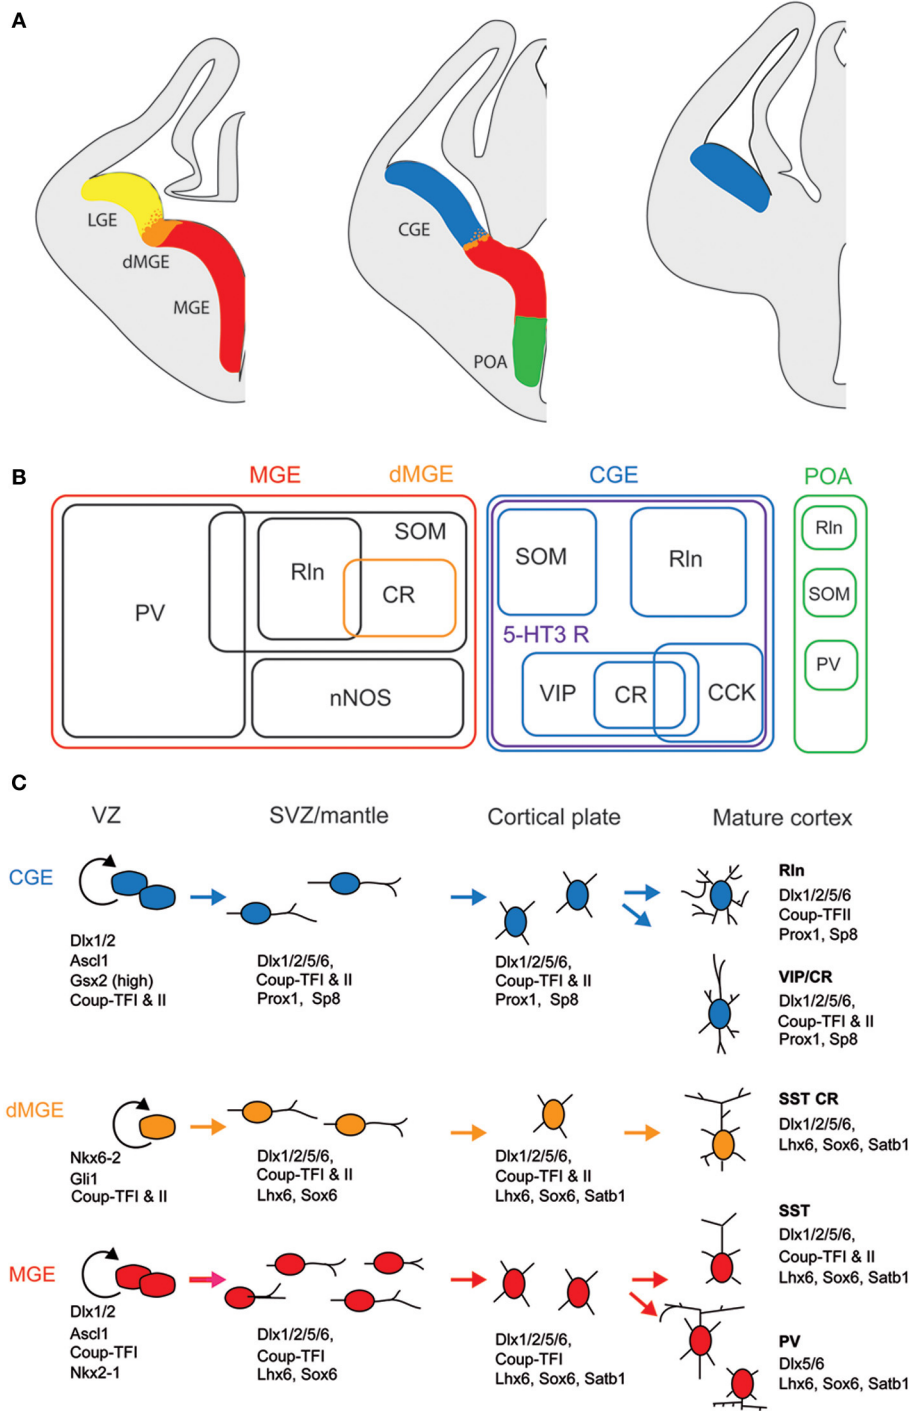 A
LGE
dMGE
MGE
CGE
POA
B
MGE
dMGE
CGE
POA
PV
SOM
Rln
CR
nNOS
SOM
Rln
5-HT3 R
VIP
CR
CCK
Rln
SOM
PV
C
VZ
SVZ/mantle
Cortical plate
Mature cortex
CGE
Dlx1/2
Ascl1
Gsx2 (high)
Coup-TFI & II
Dlx1/2/5/6,
Coup-TFI & II
Prox1, Sp8
Dlx1/2/5/6,
Coup-TFI & II
Prox1, Sp8
Rln
Dlx1/2/5/6
Coup-TFII
Prox1, Sp8
VIP/CR
Dlx1/2/5/6,
Coup-TFI & II
Prox1, Sp8
dMGE
Nkx6-2
Gli1
Coup-TFI & II
Dlx1/2/5/6,
Coup-TFI & II
Lhx6, Sox6
Dlx1/2/5/6,
Coup-TFI & II
Lhx6, Sox6, Satb1
SST CR
Dlx1/2/5/6,
Lhx6, Sox6, Satb1
MGE
Dlx1/2
Ascl1
Coup-TFI
Nkx2-1
Dlx1/2/5/6,
Coup-TFI
Lhx6, Sox6
Dlx1/2/5/6,
Coup-TFI
Lhx6, Sox6, Satb1
SST
Dlx1/2/5/6,
Coup-TFI & II
Lhx6, Sox6, Satb1
PV
Dlx5/6
Lhx6, Sox6, Satb1